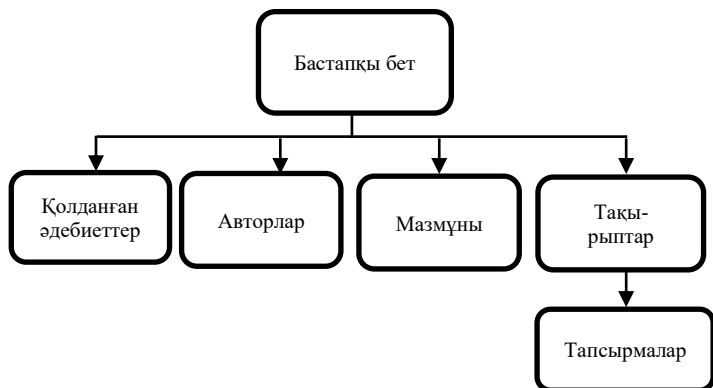 Бастапқы бет
Қолданған
әдебиеттер
Авторлар
Мазмұны
Тақы-
рыптар
Тапсырмалар